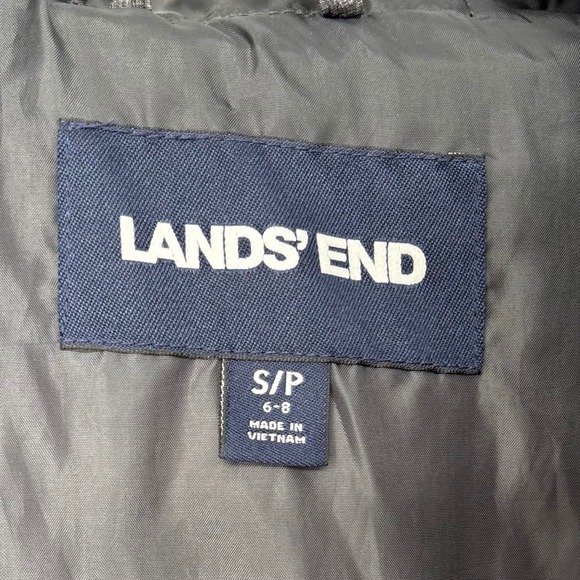 LANDS' END
S/P
6-8
MADE IN
VIETNAM